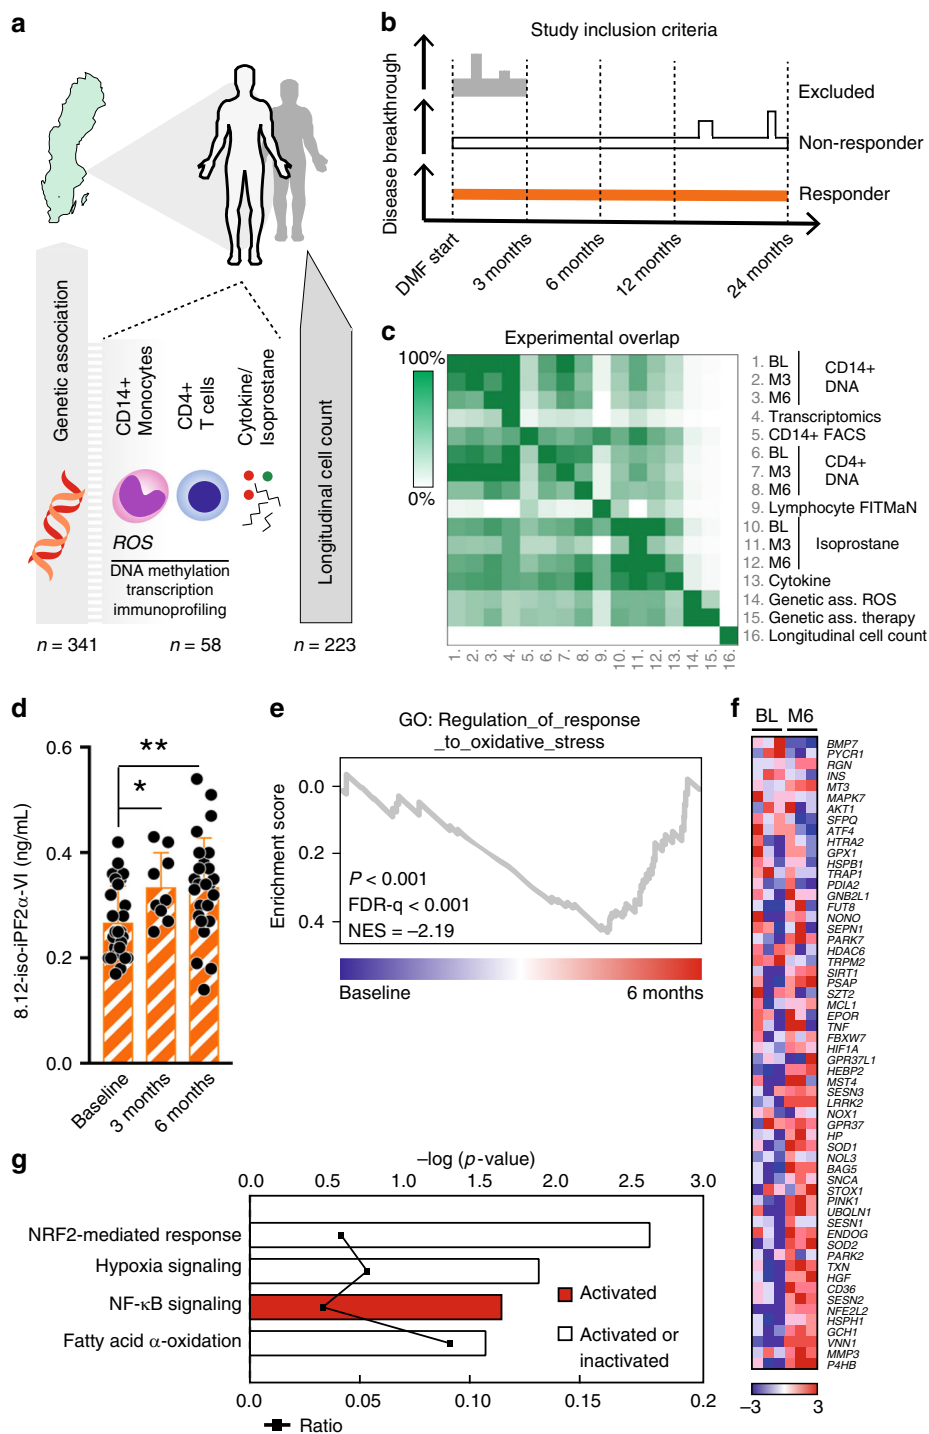 a
Genetic association
CD14+
Monocytes
CD4+
T cells
Cytokine/
Isoprostane
Longitudinal cell count
ROS
DNA methylation
transcription
immunoprofiling
n = 341
n = 58
n = 223
b
Study inclusion criteria
Disease breakthrough
Excluded
Non-responder
Responder
DMF start
3 months
6 months
12 months
24 months
c
Experimental overlap
100%
0%
1. BL
2. M3
3. M6
CD14+
DNA
4. Transcriptomics
5. CD14+ FACS
6. BL
7. M3
8. M6
CD4+
DNA
9. Lymphocyte FITMaN
10. BL
11. M3
12. M6
Isoprostane
13. Cytokine
14. Genetic ass. ROS
15. Genetic ass. therapy
16. Longitudinal cell count
1. 2. 3. 4. 5. 6. 7. 8. 9. 10. 11. 12. 13. 14. 15. 16.
d
8.12-iso-iPF2α-VI (ng/mL)
0.6
0.4
0.2
0.0
**
*
Baseline
3 months
6 months
e
GO: Regulation_of_response
_to_oxidative_stress
Enrichment score
0.0
0.2
0.4
P < 0.001
FDR-q < 0.001
NES = −2.19
Baseline
6 months
f
BL M6
BMP7
PYCR1
RGN
INS
MT3
MAPK7
AKT1
SFPQ
ATF4
HTRA2
GPX1
HSPB1
TRAP1
PDIA2
GNB2L1
FUT8
NONO
SEPN1
PARK7
HDAC6
TRPM2
SIRT1
PSAP
SZT2
MCL1
EPOR
TNF
FBXW7
HIF1A
GPR37L1
HEBP2
MST4
SESN3
LRRK2
NOX1
GPR37
HP
SOD1
NOL3
BAG5
SNCA
STOX1
PINK1
UBQLN1
SESN1
ENDOG
SOD2
PARK2
TXN
HGF
CD36
SESN2
NFE2L2
HSPH1
GCH1
VNN1
MMP3
P4HB
−3 3
g
−log (p-value)
0.0 0.5 1.0 1.5 2.0 2.5 3.0
NRF2-mediated response
Hypoxia signaling
NF-κB signaling
Fatty acid α-oxidation
Activated
Activated or
inactivated
0.0 0.05 0.10 0.15 0.2
Ratio